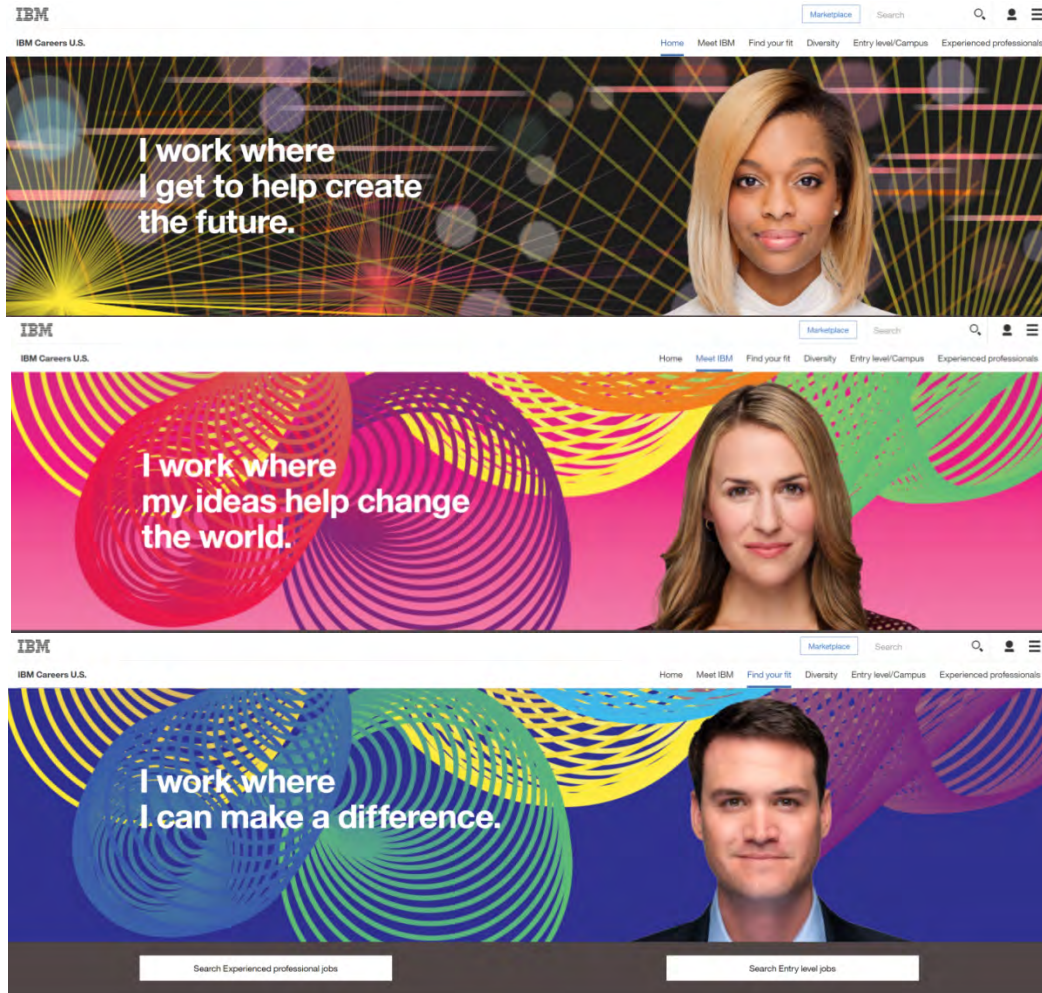 IBM
Marketplace Search
IBM Careers U.S.
Home Meet IBM Find your fit Diversity Entry level/Campus Experienced professionals
I work where
I get to help create
the future.
IBM
Marketplace Search
IBM Careers U.S.
Home Meet IBM Find your fit Diversity Entry level/Campus Experienced professionals
I work where
my ideas help change
the world.
IBM
Marketplace Search
IBM Careers U.S.
Home Meet IBM Find your fit Diversity Entry level/Campus Experienced professionals
I work where
I can make a difference.
Search Experienced professional jobs
Search Entry level jobs